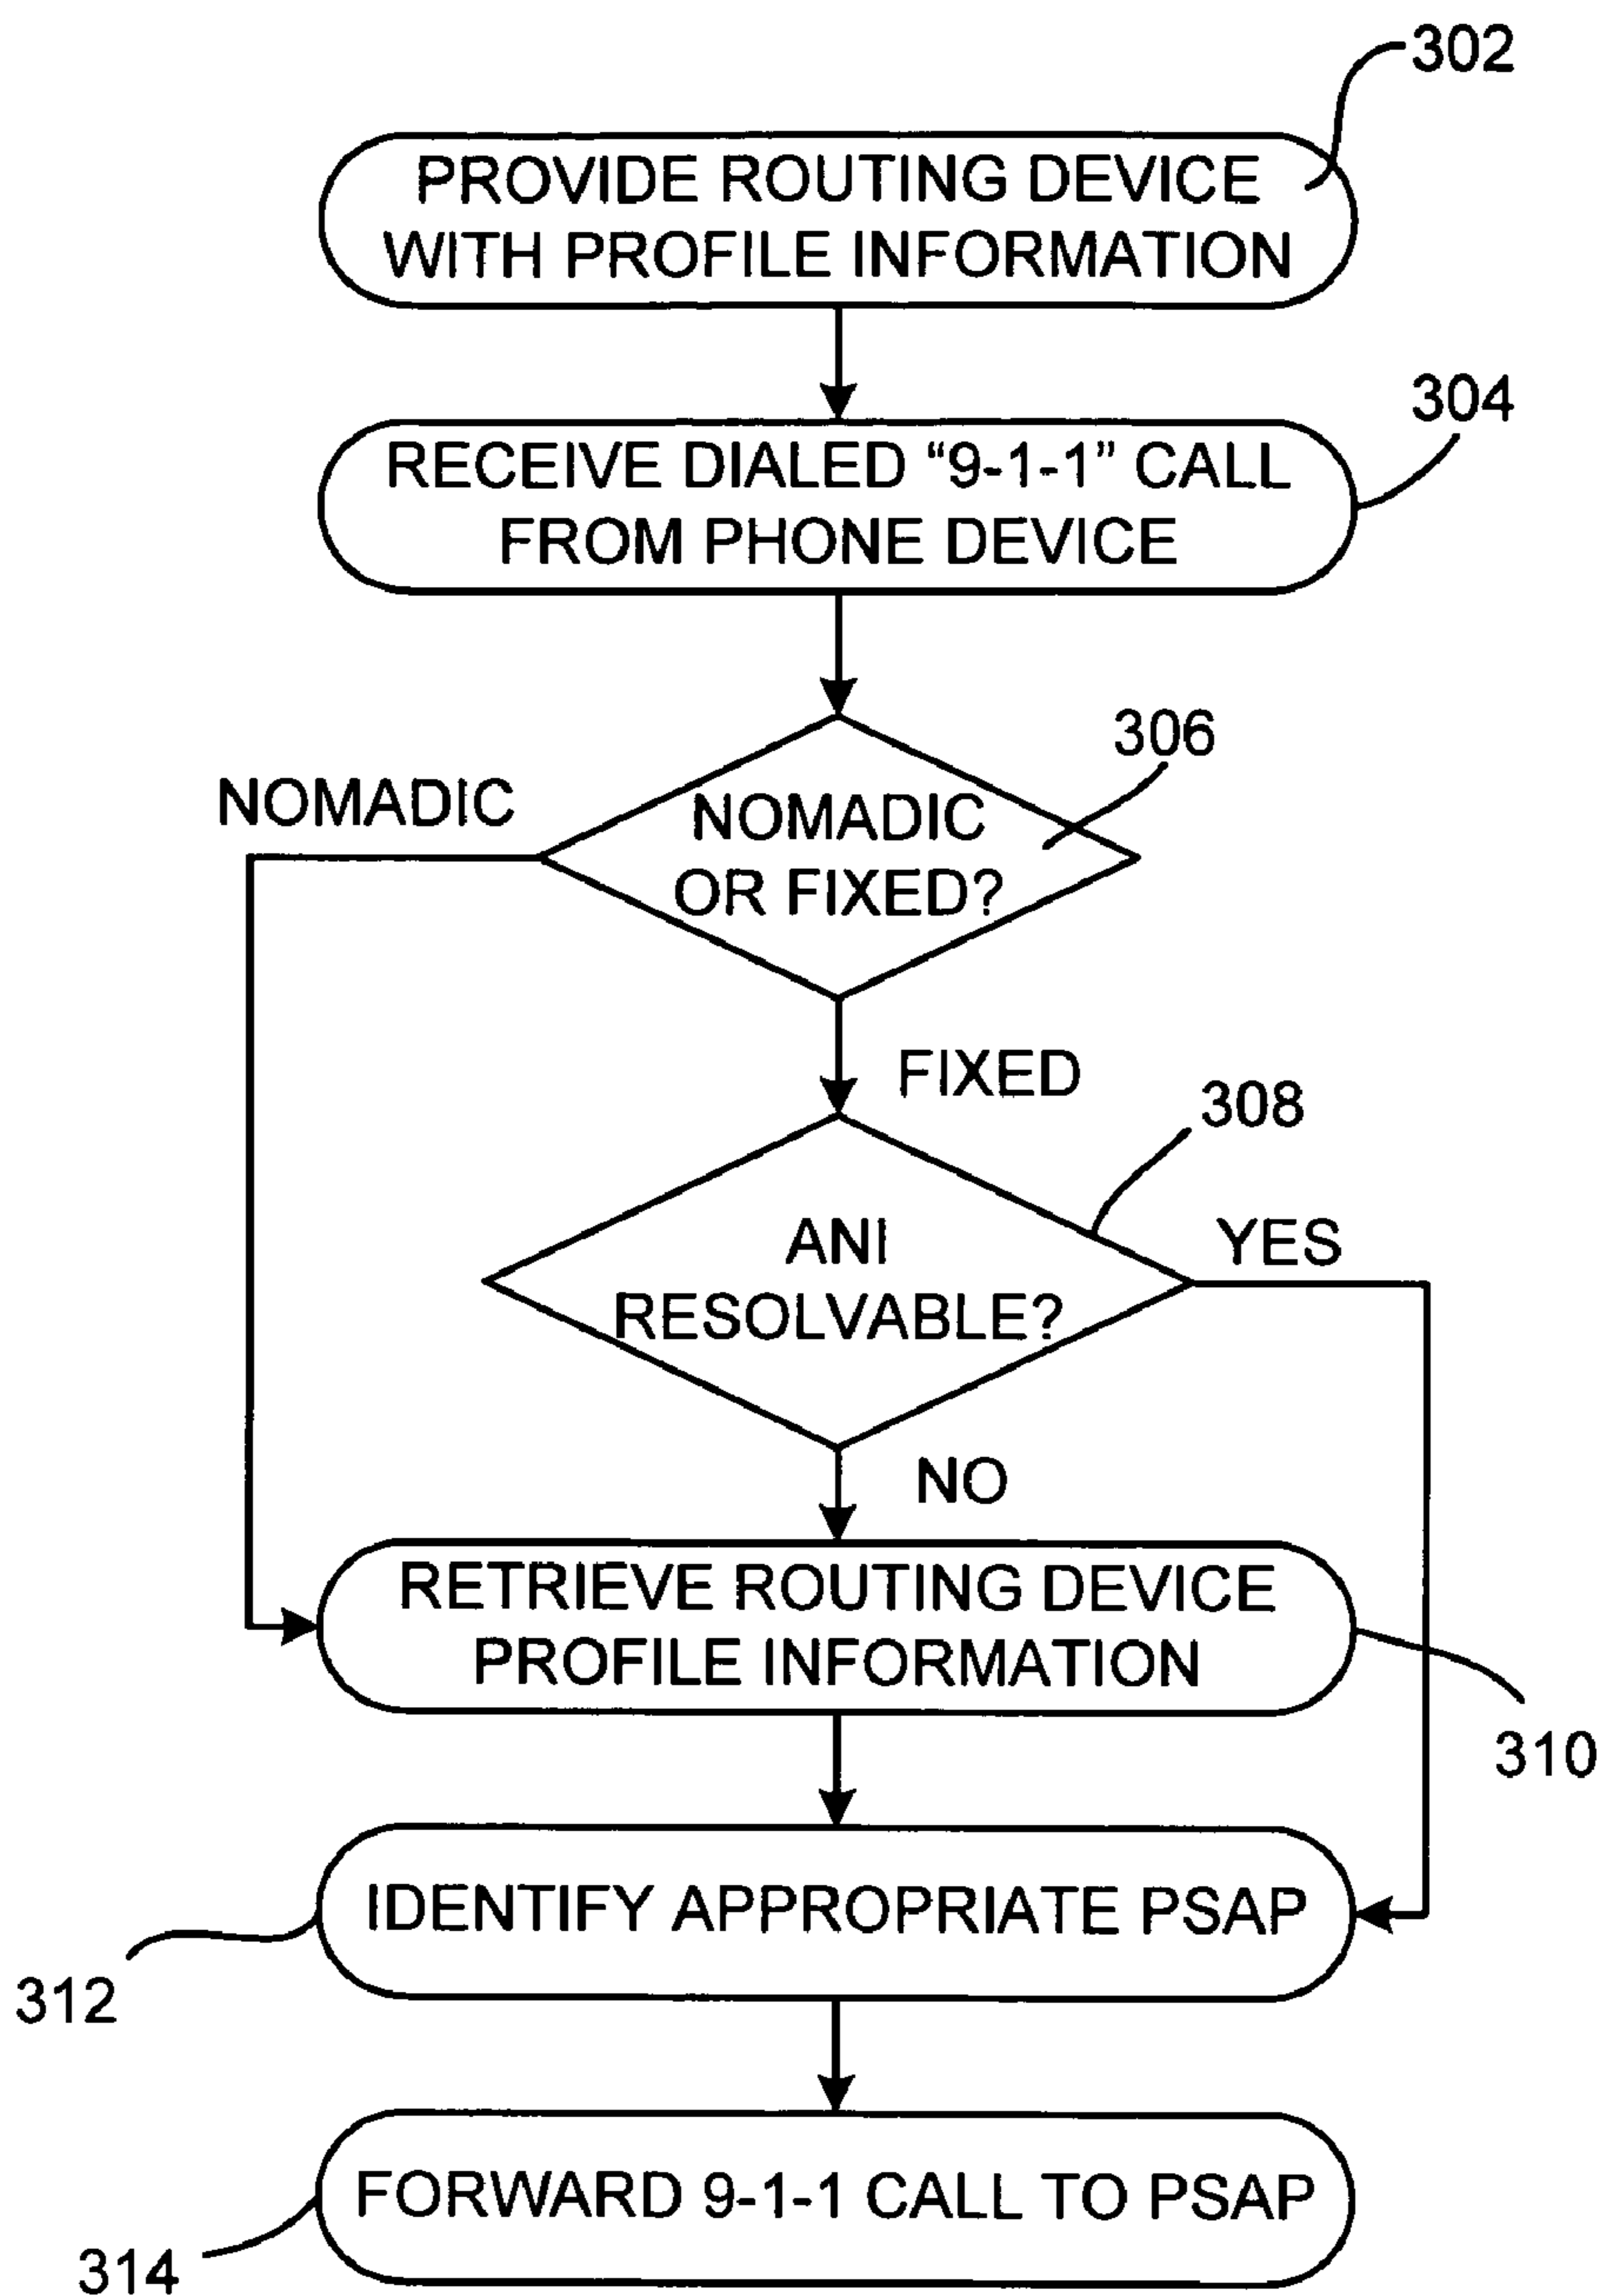 302
PROVIDE ROUTING DEVICE
WITH PROFILE INFORMATION
304
RECEIVE DIALED “9-1-1” CALL
FROM PHONE DEVICE
306
NOMADIC
NOMADIC
OR FIXED?
FIXED
308
ANI
RESOLVABLE?
YES
NO
RETRIEVE ROUTING DEVICE
PROFILE INFORMATION
310
IDENTIFY APPROPRIATE PSAP
312
FORWARD 9-1-1 CALL TO PSAP
314